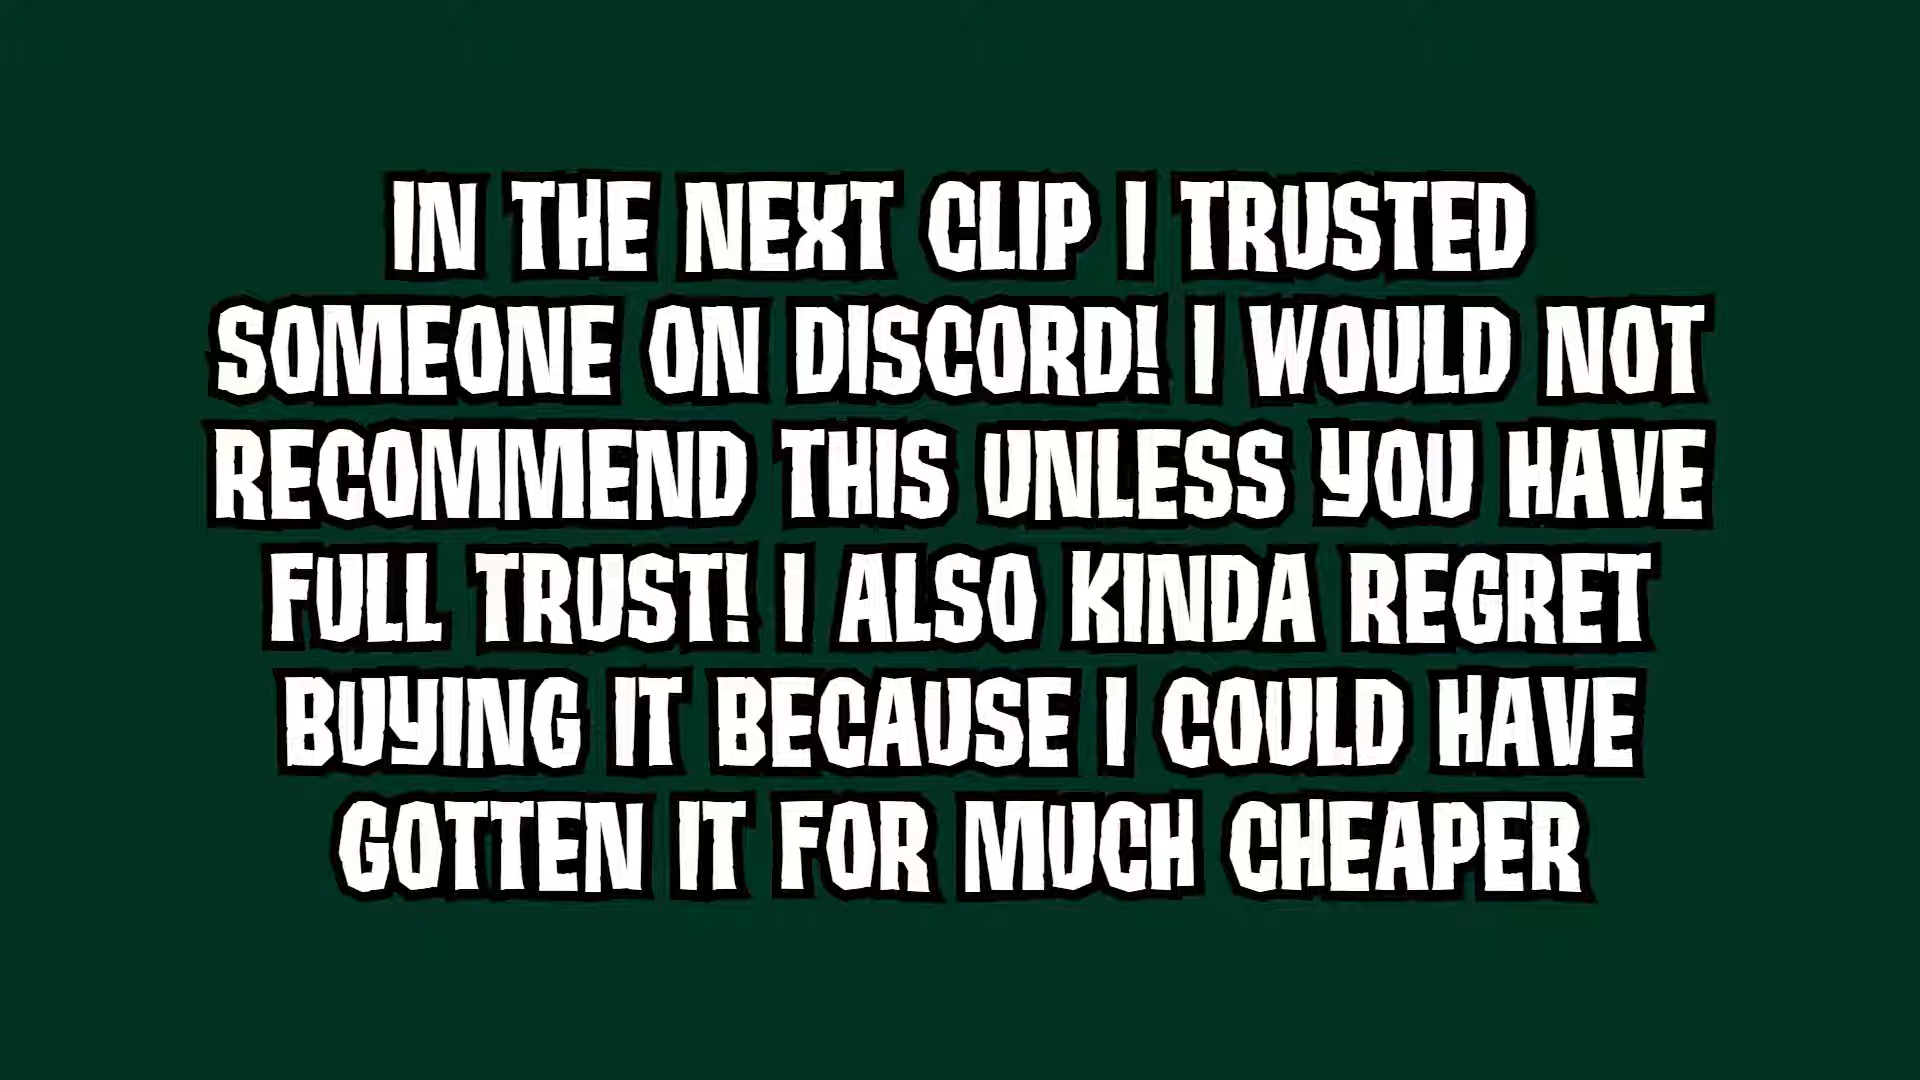 IN THE NEXT CLIP I TRUSTED
SOMEONE ON DISCORD! I WOULD NOT
RECOMMEND THIS UNLESS YOU HAVE
FULL TRUST! I ALSO KINDA REGRET
BUYING IT BECAUSE I COULD HAVE
GOTTEN IT FOR MUCH CHEAPER